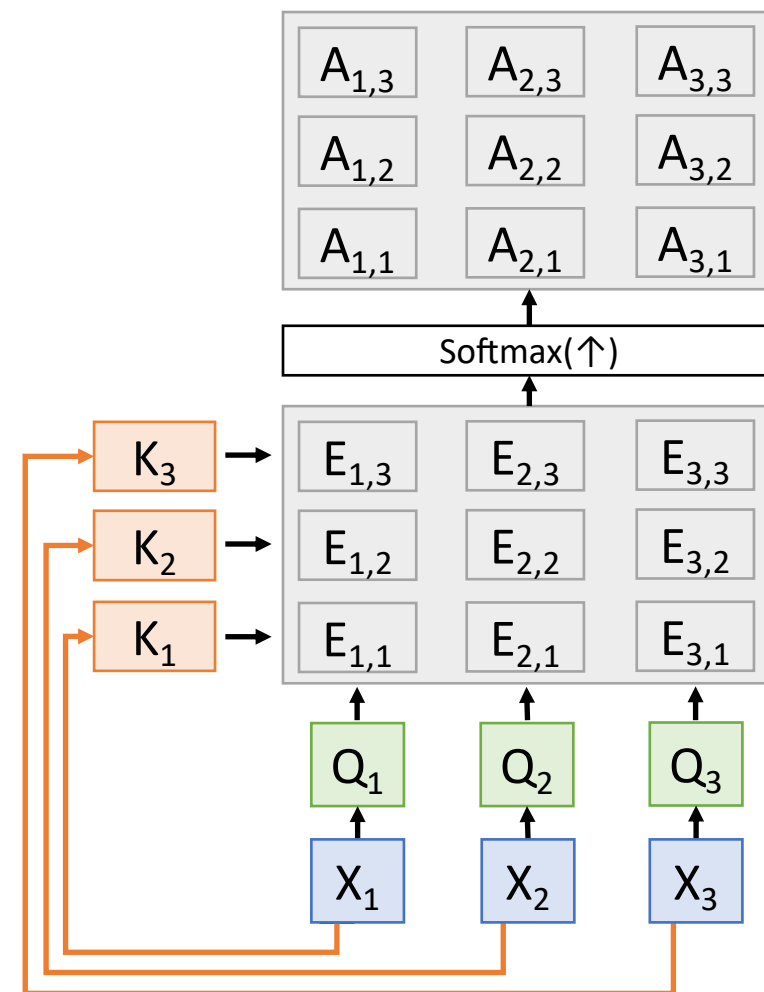 A1,3 A2,3 A3,3
A1,2 A2,2 A3,2
A1,1 A2,1 A3,1
Softmax(↑)
K3 E1,3 E2,3 E3,3
K2 E1,2 E2,2 E3,2
K1 E1,1 E2,1 E3,1
Q1 Q2 Q3
X1 X2 X3